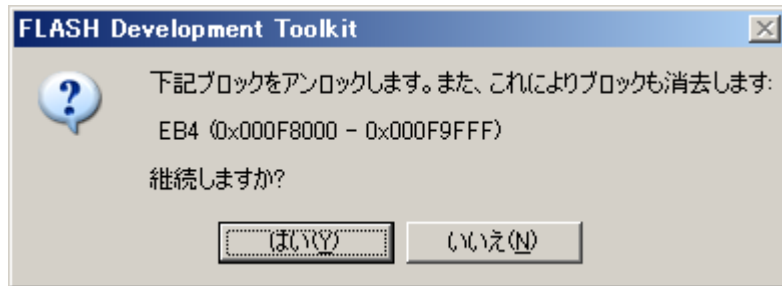 FLASH Development Toolkit
下記ブロックをアンロックします。また、これによりブロックも消去します:
EB4 (0x000F8000 - 0x000F9FFF)
継続しますか?
はい(Y) いいえ(N)